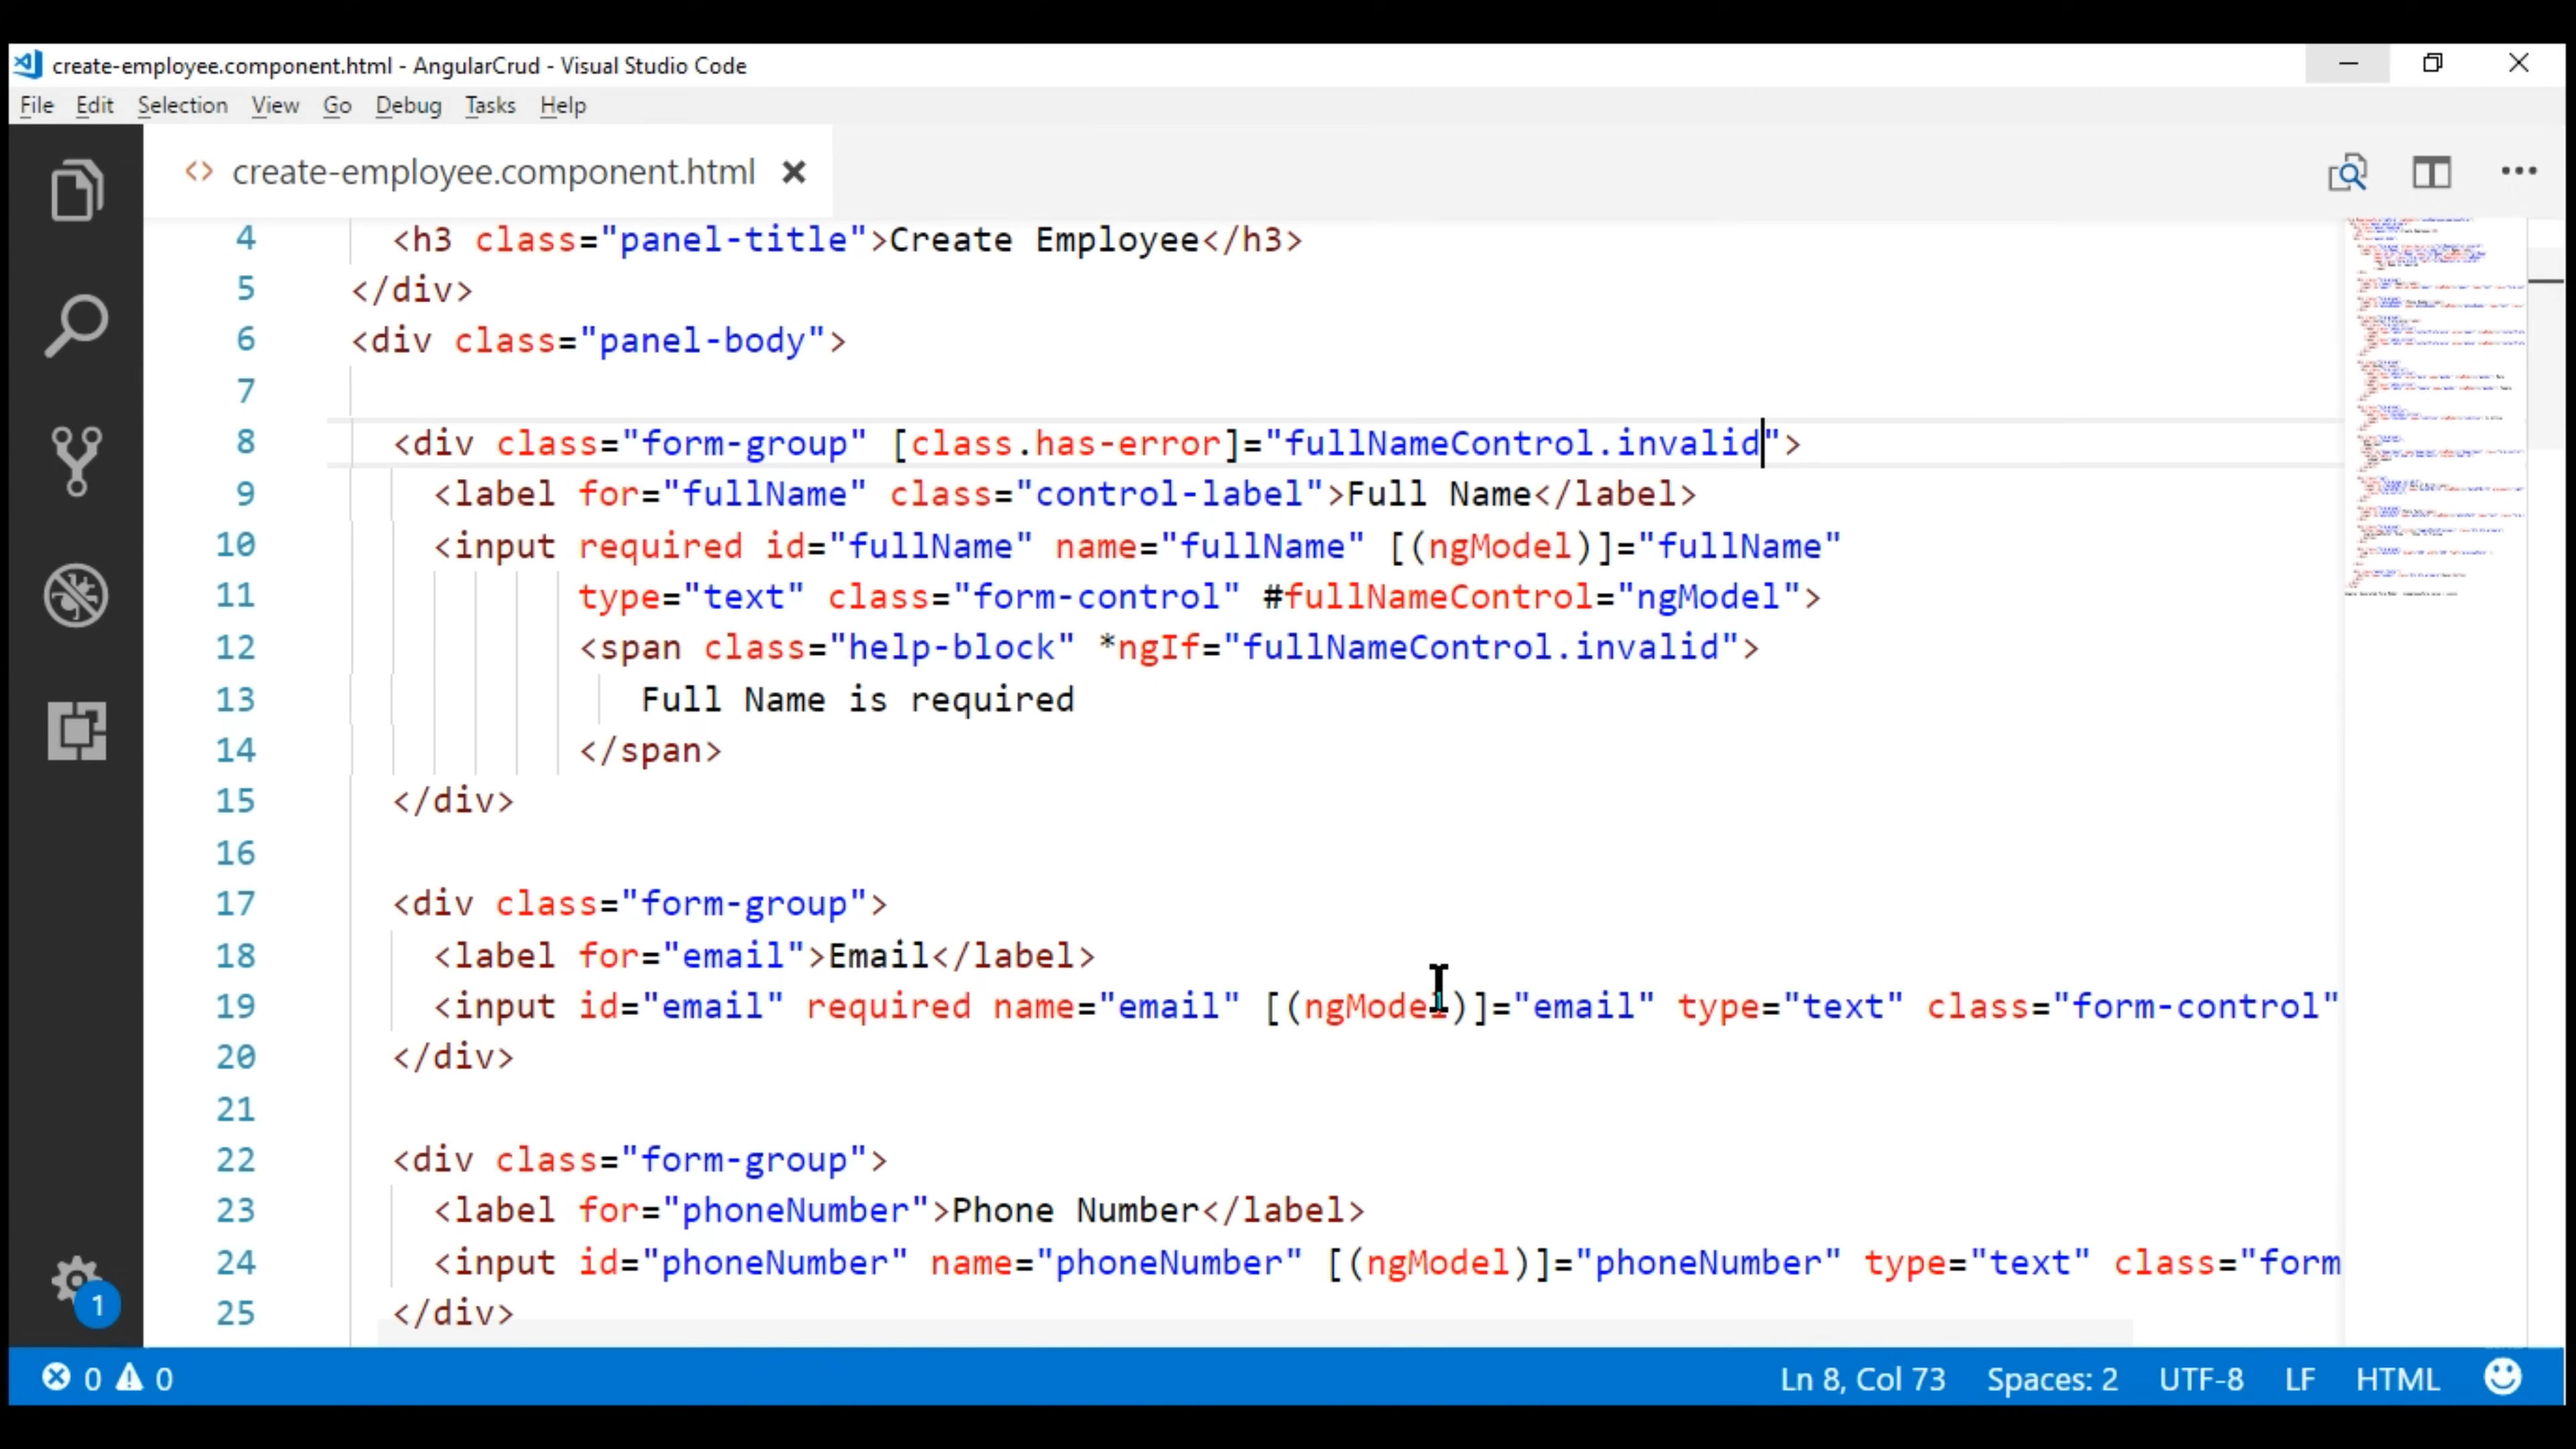 create-employee.component.html - AngularCrud - Visual Studio Code
File Edit Selection View Go Debug Tasks Help
<> create-employee.component.html
4 <h3 class="panel-title">Create Employee</h3>
5 </div>
6 <div class="panel-body">
7
8 <div class="form-group" [class.has-error]="fullNameControl.invalid">
9 <label for="fullName" class="control-label">Full Name</label>
10 <input required id="fullName" name="fullName" [(ngModel)]="fullName"
11 type="text" class="form-control" #fullNameControl="ngModel">
12 <span class="help-block" *ngIf="fullNameControl.invalid">
13 Full Name is required
14 </span>
15 </div>
16
17 <div class="form-group">
18 <label for="email">Email</label>
19 <input id="email" required name="email" [(ngModel)]="email" type="text" class="form-control"
20 </div>
21
22 <div class="form-group">
23 <label for="phoneNumber">Phone Number</label>
24 <input id="phoneNumber" name="phoneNumber" [(ngModel)]="phoneNumber" type="text" class="form
25 </div>
1
0 0 Ln 8, Col 73 Spaces: 2 UTF-8 LF HTML